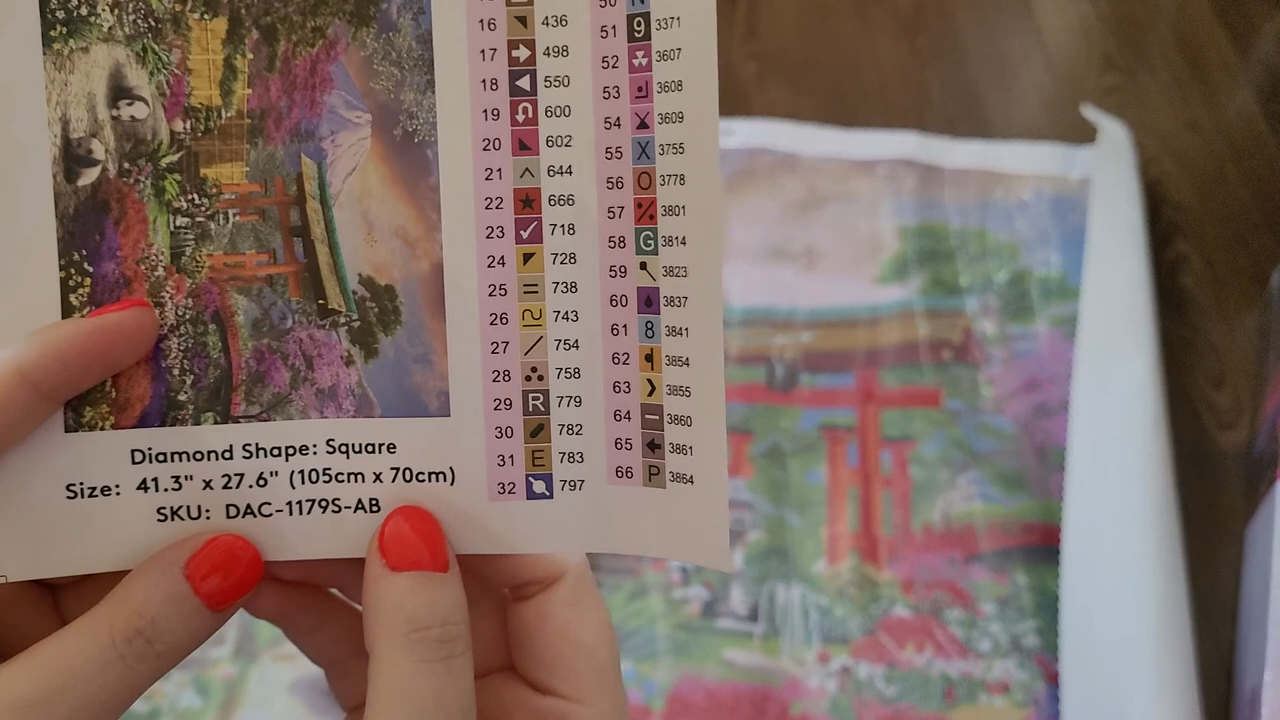 16 436
17 498
18 550
19 600
20 602
21 644
22 666
23 718
24 728
25 738
26 743
27 754
28 758
29 R 779
30 782
31 E 783
32 797
50
51 9 3371
52 3607
53 3608
54 3609
55 X 3755
56 O 3778
57 3801
58 G 3814
59 3823
60 3837
61 8 3841
62 3854
63 3855
64 3860
65 3861
66 P 3864
Diamond Shape: Square
Size: 41.3" x 27.6" (105cm x 70cm)
SKU: DAC-1179S-AB